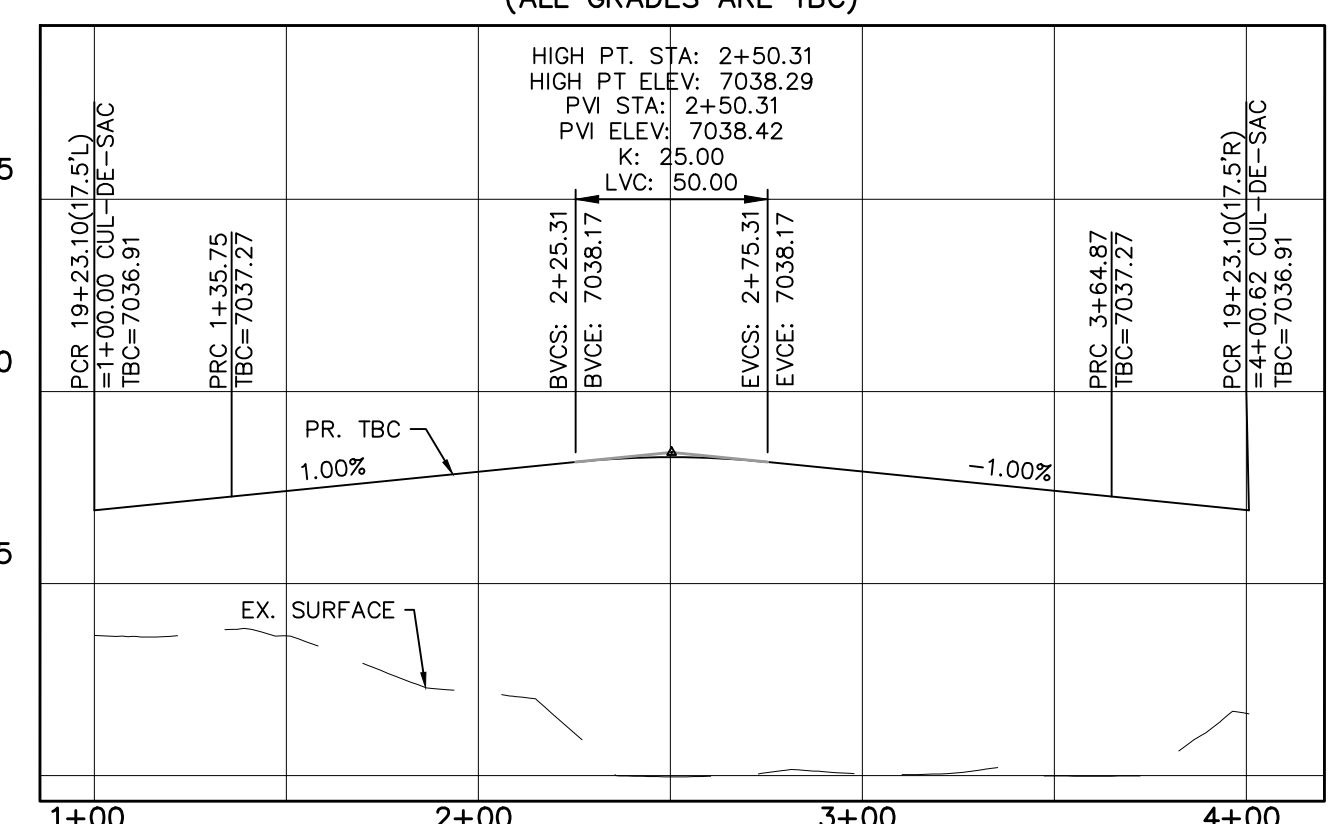 (ALL GRADES ARE TBC)
HIGH PT. STA: 2+50.31
HIGH PT ELEV: 7038.29
PVI STA: 2+50.31
PVI ELEV: 7038.42
K: 25.00
LVC: 50.00
PCR 19+23.10(17.5'L)
=1+00.00 CUL-DE-SAC
TBC=7036.91
PRC 1+35.75
TBC=7037.27
BVCS: 2+25.31
BVCE: 7038.17
EVCS: 2+75.31
EVCE: 7038.17
PRC 3+64.87
TBC=7037.27
PCR 19+23.10(17.5'R)
=4+00.62 CUL-DE-SAC
TBC=7036.91
5
0
5
PR. TBC
1.00%
-1.00%
EX. SURFACE
1+00
2+00
3+00
4+00